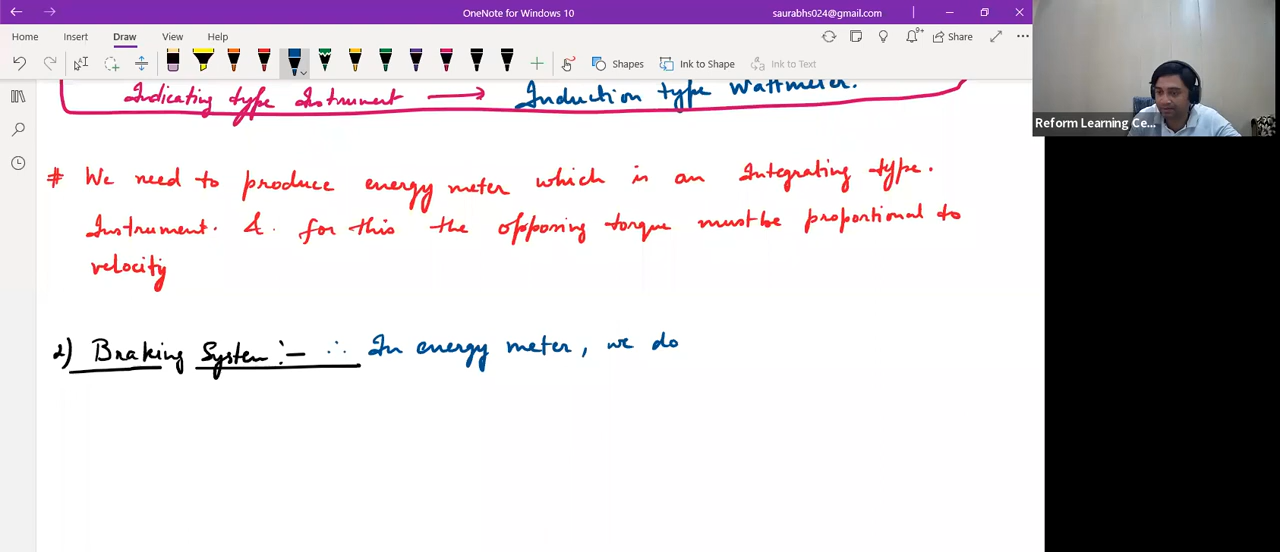 OneNote for Windows 10
saurabhs024@gmail.com
Home Insert Draw View Help
9+ Share
Shapes Ink to Shape Ink to Text
Reform Learning Ce...
Indicating type Instrument → Induction type Wattmeter.
# We need to produce energy meter which is an Integrating type.
Instrument. & for this the opposing torque must be proportional to
velocity
2) Braking System :- ∴ In energy meter, we do